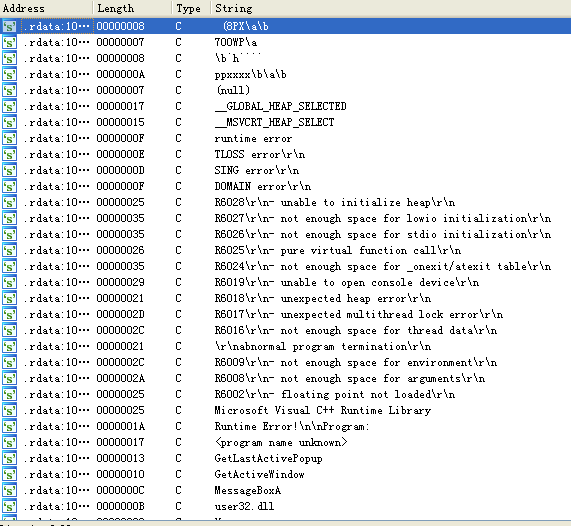 Address Length Type String
.rdata:10… 00000008 C (8PX\a\b
.rdata:10… 00000007 C 700WP\a
.rdata:10… 00000008 C \b`h````
.rdata:10… 0000000A C ppxxxx\b\a\b
.rdata:10… 00000007 C (null)
.rdata:10… 00000017 C __GLOBAL_HEAP_SELECTED
.rdata:10… 00000015 C __MSVCRT_HEAP_SELECT
.rdata:10… 0000000F C runtime error
.rdata:10… 0000000E C TLOSS error\r\n
.rdata:10… 0000000D C SING error\r\n
.rdata:10… 0000000F C DOMAIN error\r\n
.rdata:10… 00000025 C R6028\r\n- unable to initialize heap\r\n
.rdata:10… 00000035 C R6027\r\n- not enough space for lowio initialization\r\n
.rdata:10… 00000035 C R6026\r\n- not enough space for stdio initialization\r\n
.rdata:10… 00000026 C R6025\r\n- pure virtual function call\r\n
.rdata:10… 00000035 C R6024\r\n- not enough space for _onexit/atexit table\r\n
.rdata:10… 00000029 C R6019\r\n- unable to open console device\r\n
.rdata:10… 00000021 C R6018\r\n- unexpected heap error\r\n
.rdata:10… 0000002D C R6017\r\n- unexpected multithread lock error\r\n
.rdata:10… 0000002C C R6016\r\n- not enough space for thread data\r\n
.rdata:10… 00000021 C \r\nabnormal program termination\r\n
.rdata:10… 0000002C C R6009\r\n- not enough space for environment\r\n
.rdata:10… 0000002A C R6008\r\n- not enough space for arguments\r\n
.rdata:10… 00000025 C R6002\r\n- floating point not loaded\r\n
.rdata:10… 00000025 C Microsoft Visual C++ Runtime Library
.rdata:10… 0000001A C Runtime Error!\n\nProgram:
.rdata:10… 00000017 C <program name unknown>
.rdata:10… 00000013 C GetLastActivePopup
.rdata:10… 00000010 C GetActiveWindow
.rdata:10… 0000000C C MessageBoxA
.rdata:10… 0000000B C user32.dll